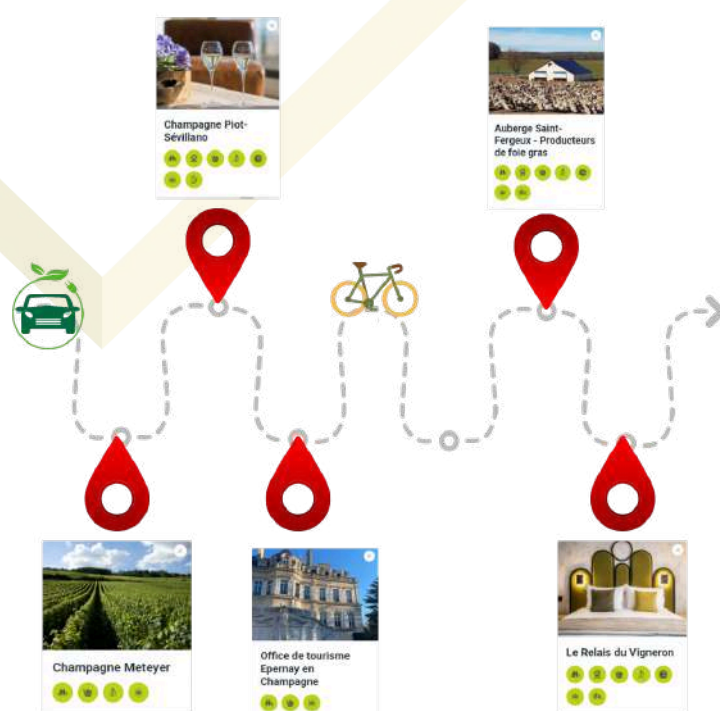 Champagne Piot-
Sévillano
Auberge Saint-
Fergeux - Producteurs
de foie gras
Champagne Meteyer
Office de tourisme
Epernay en
Champagne
Le Relais du Vigneron